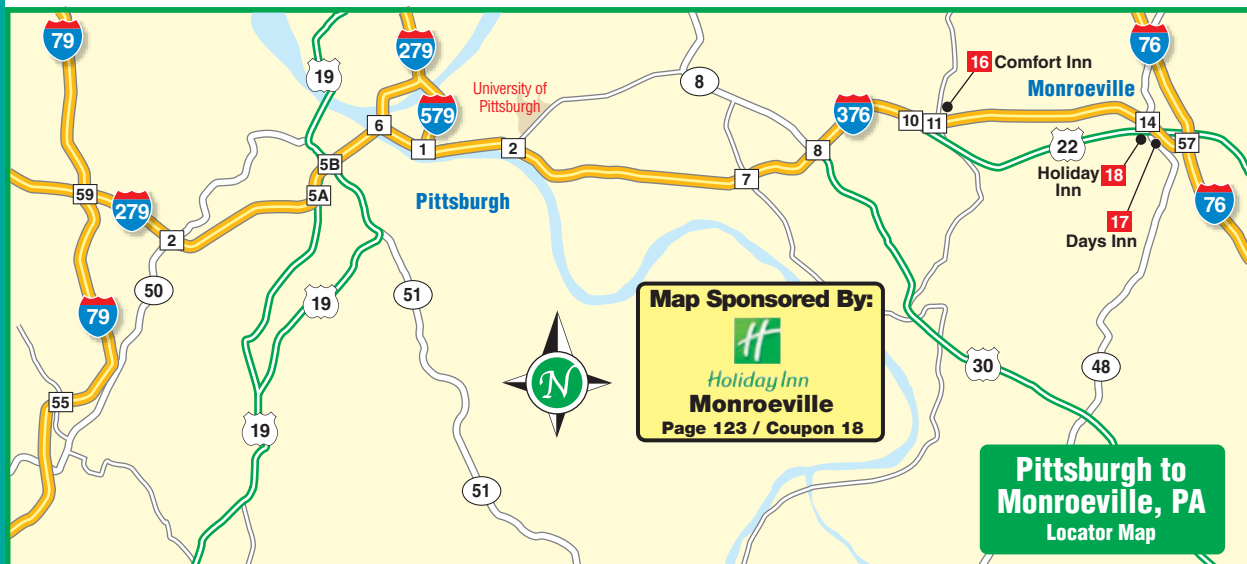 79
19
279
6
579
1
University of
Pittsburgh
2
8
376
10
11
16 Comfort Inn
Monroeville
76
14
57
22
Holiday 18
Inn
17
Days Inn
76
59
279
2
5B
5A
Pittsburgh
7
8
50
79
55
19
19
51
51
N
Map Sponsored By:
H
Holiday Inn
Monroeville
Page 123 / Coupon 18
30
48
Pittsburgh to
Monroeville, PA
Locator Map